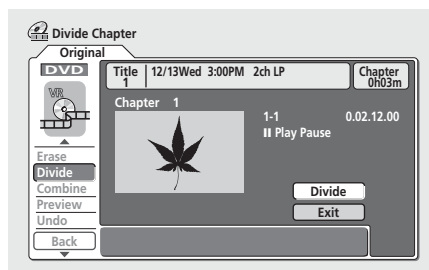 Divide Chapter
Original
DVD
VR
Title 1 12/13Wed 3:00PM 2ch LP Chapter 0h03m
Chapter 1
1-1 0.02.12.00
Play Pause
Erase
Divide
Combine
Preview
Undo
Back
Divide
Exit